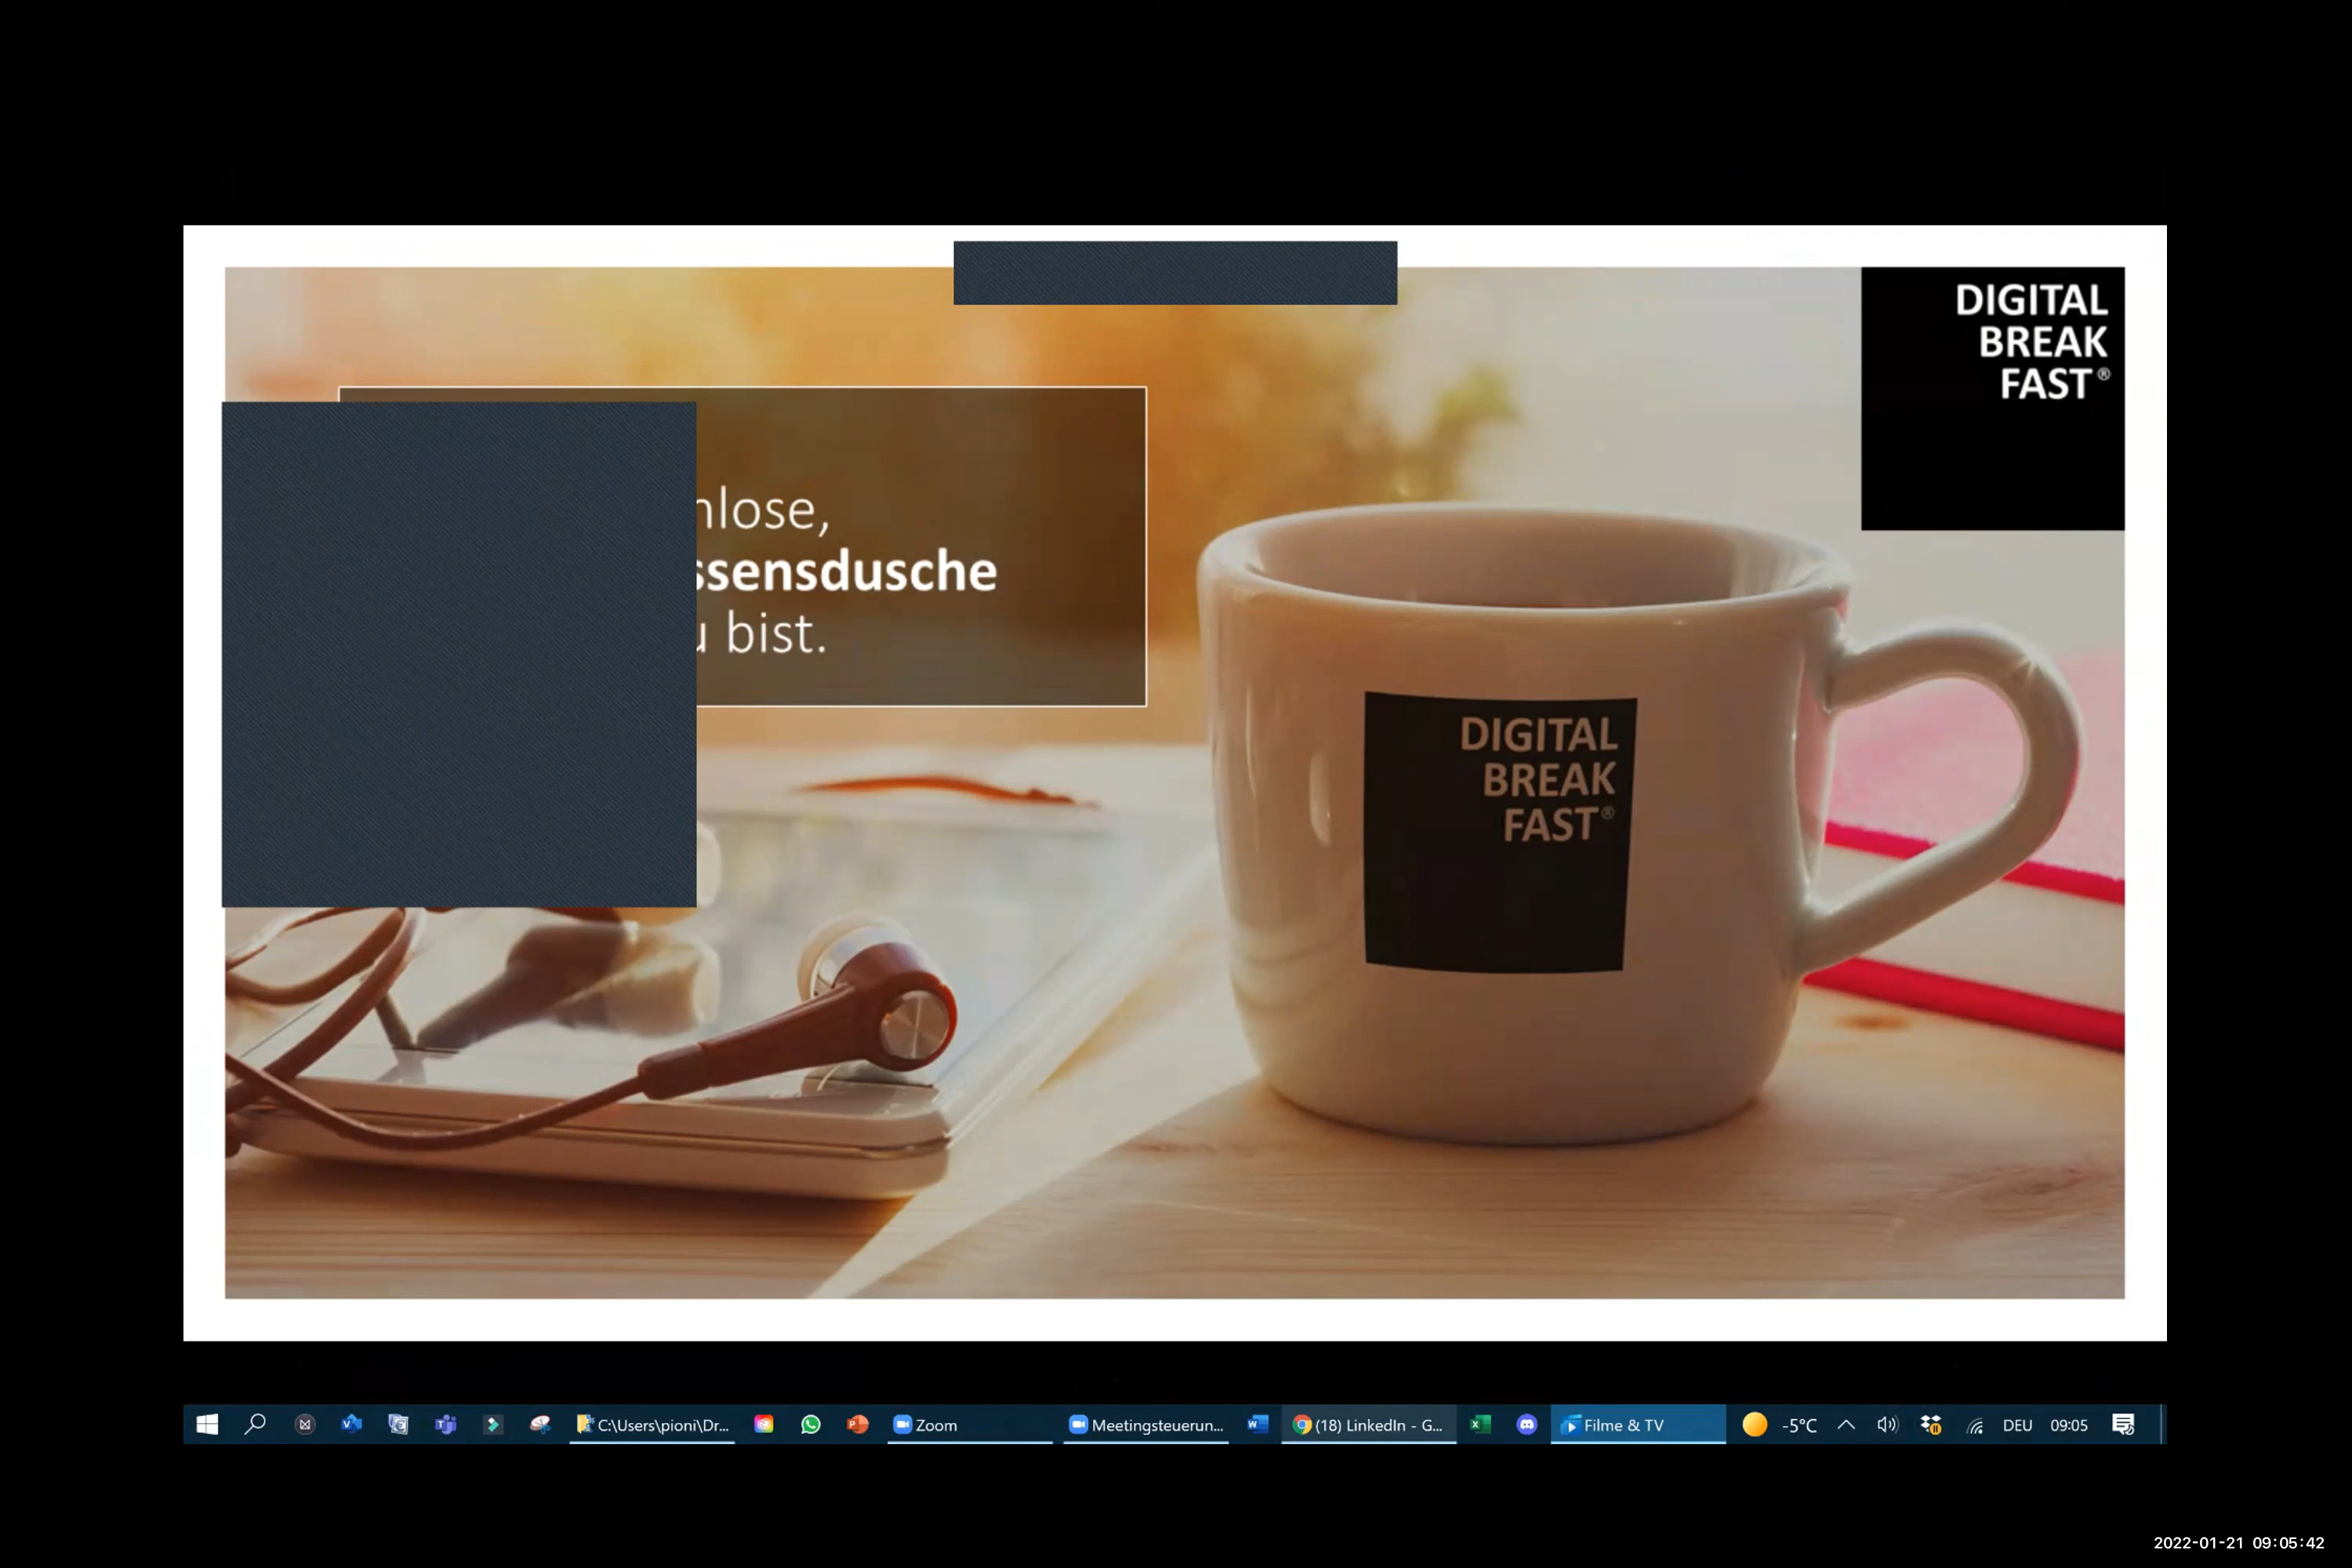 DIGITAL
BREAK
FAST®
nlose,
ssensdusche
bist.
DIGITAL
BREAK
FAST®
C:\Users\pioni\Dr...
Zoom
Meetingsteuerun...
(18) LinkedIn - G...
Filme & TV
-5°C
DEU
09:05
2022-01-21 09:05:42